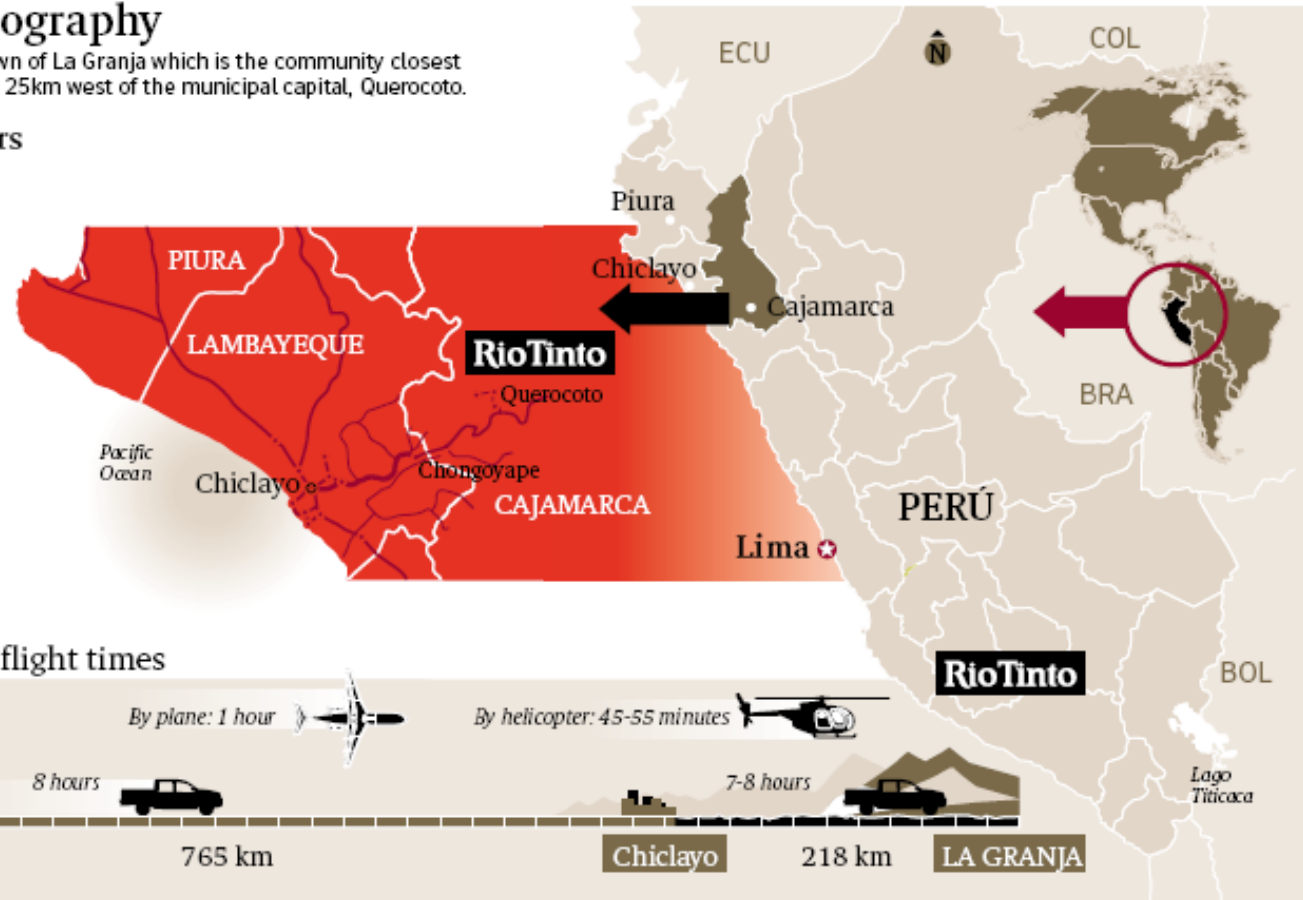 ography
wn of La Granja which is the community closest
25km west of the municipal capital, Querocoto.
rs
ECU
N
COL
Piura
PIURA
Chiclayo
Cajamarca
LAMBAYEQUE
RioTinto
Querocoto
BRA
Pacific
Ocean
Chiclayo
Chongoyape
CAJAMARCA
PERÚ
Lima
flight times
RioTinto
BOL
By plane: 1 hour
By helicopter: 45-55 minutes
8 hours
7-8 hours
Lago
Titicaca
765 km
Chiclayo
218 km
LA GRANJA